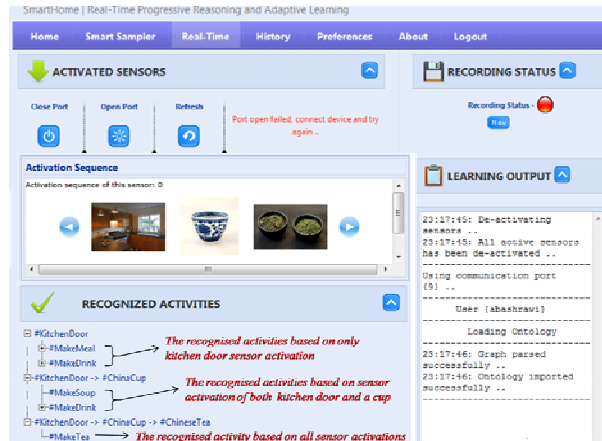 SmartHome | Real-Time Progressive Reasoning and Adaptive Learning
Home Smart Sampler Real-Time History Preferences About Logout
ACTIVATED SENSORS
Close Port Open Port Refresh
Port open failed, connect device and try
again...
Activation Sequence
Activation sequence of this sensor: 0
RECOGNIZED ACTIVITIES
#KitchenDoor
#MakeMeal
#MakeDrink
The recognised activities based on only
kitchen door sensor activation
#KitchenDoor -> #ChinaCup
#MakeSoup
#MakeDrink
The recognised activities based on sensor
activation of both kitchen door and a cup
#KitchenDoor -> #ChinaCup -> #ChineseTea
#MakeTea
The recognised activity based on all sensor activations
RECORDING STATUS
Recording Status -
New
LEARNING OUTPUT
23:17:45: De-activating
sensors ..
23:17:45: All active sensors
has been de-activated ..
Using communication port
{9} ..
User {abashrawi}
Loading Ontology
23:17:46: Graph parsed
successfully ..
23:17:46: Ontology imported
successfully ..